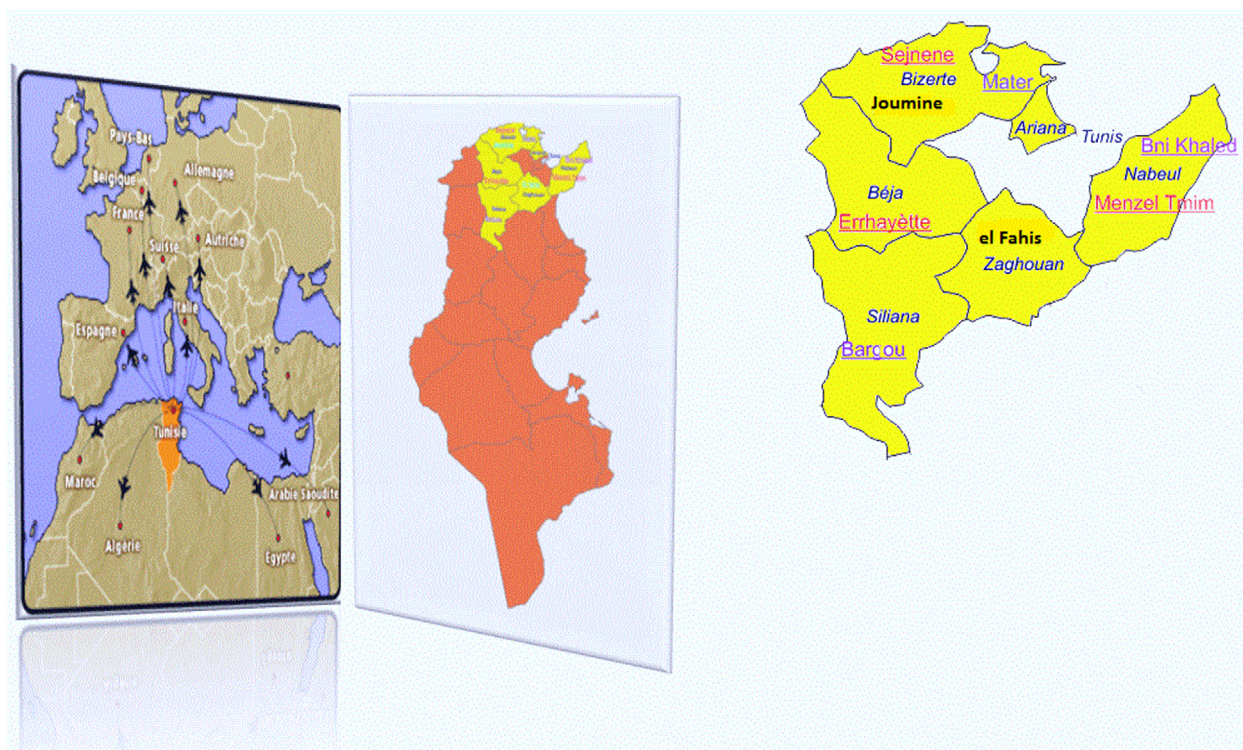 Pays-Bas
Allemagne
Belgique
France
Suisse
Autriche
Italie
Espagne
Tunisie
Maroc
Arabie Saoudite
Algérie
Egypte
Sejnene
Bizerte
Mater
Joumine
Ariana
Tunis
Bni Khaled
Nabeul
Béja
Menzel Tmim
Errhayètte
el Fahis
Zaghouan
Siliana
Bargou